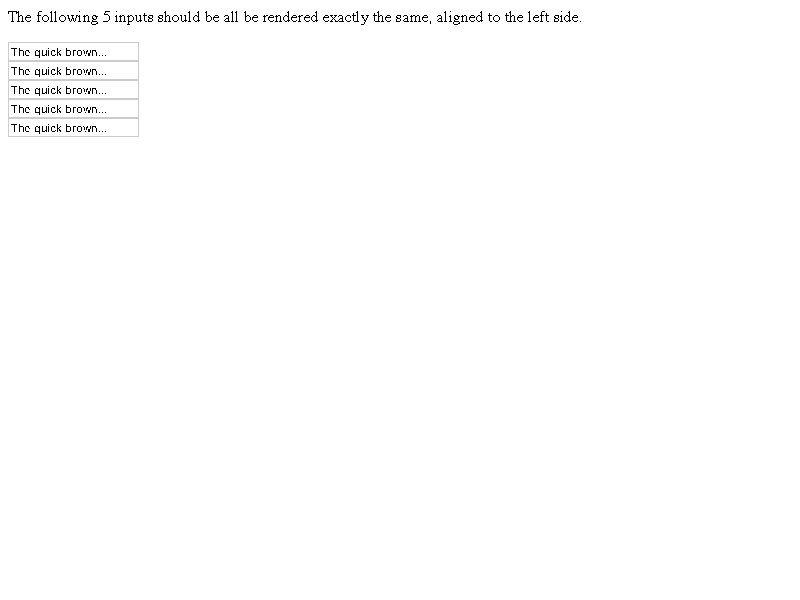 The following 5 inputs should be all be rendered exactly the same, aligned to the left side.
The quick brown...
The quick brown...
The quick brown...
The quick brown...
The quick brown...